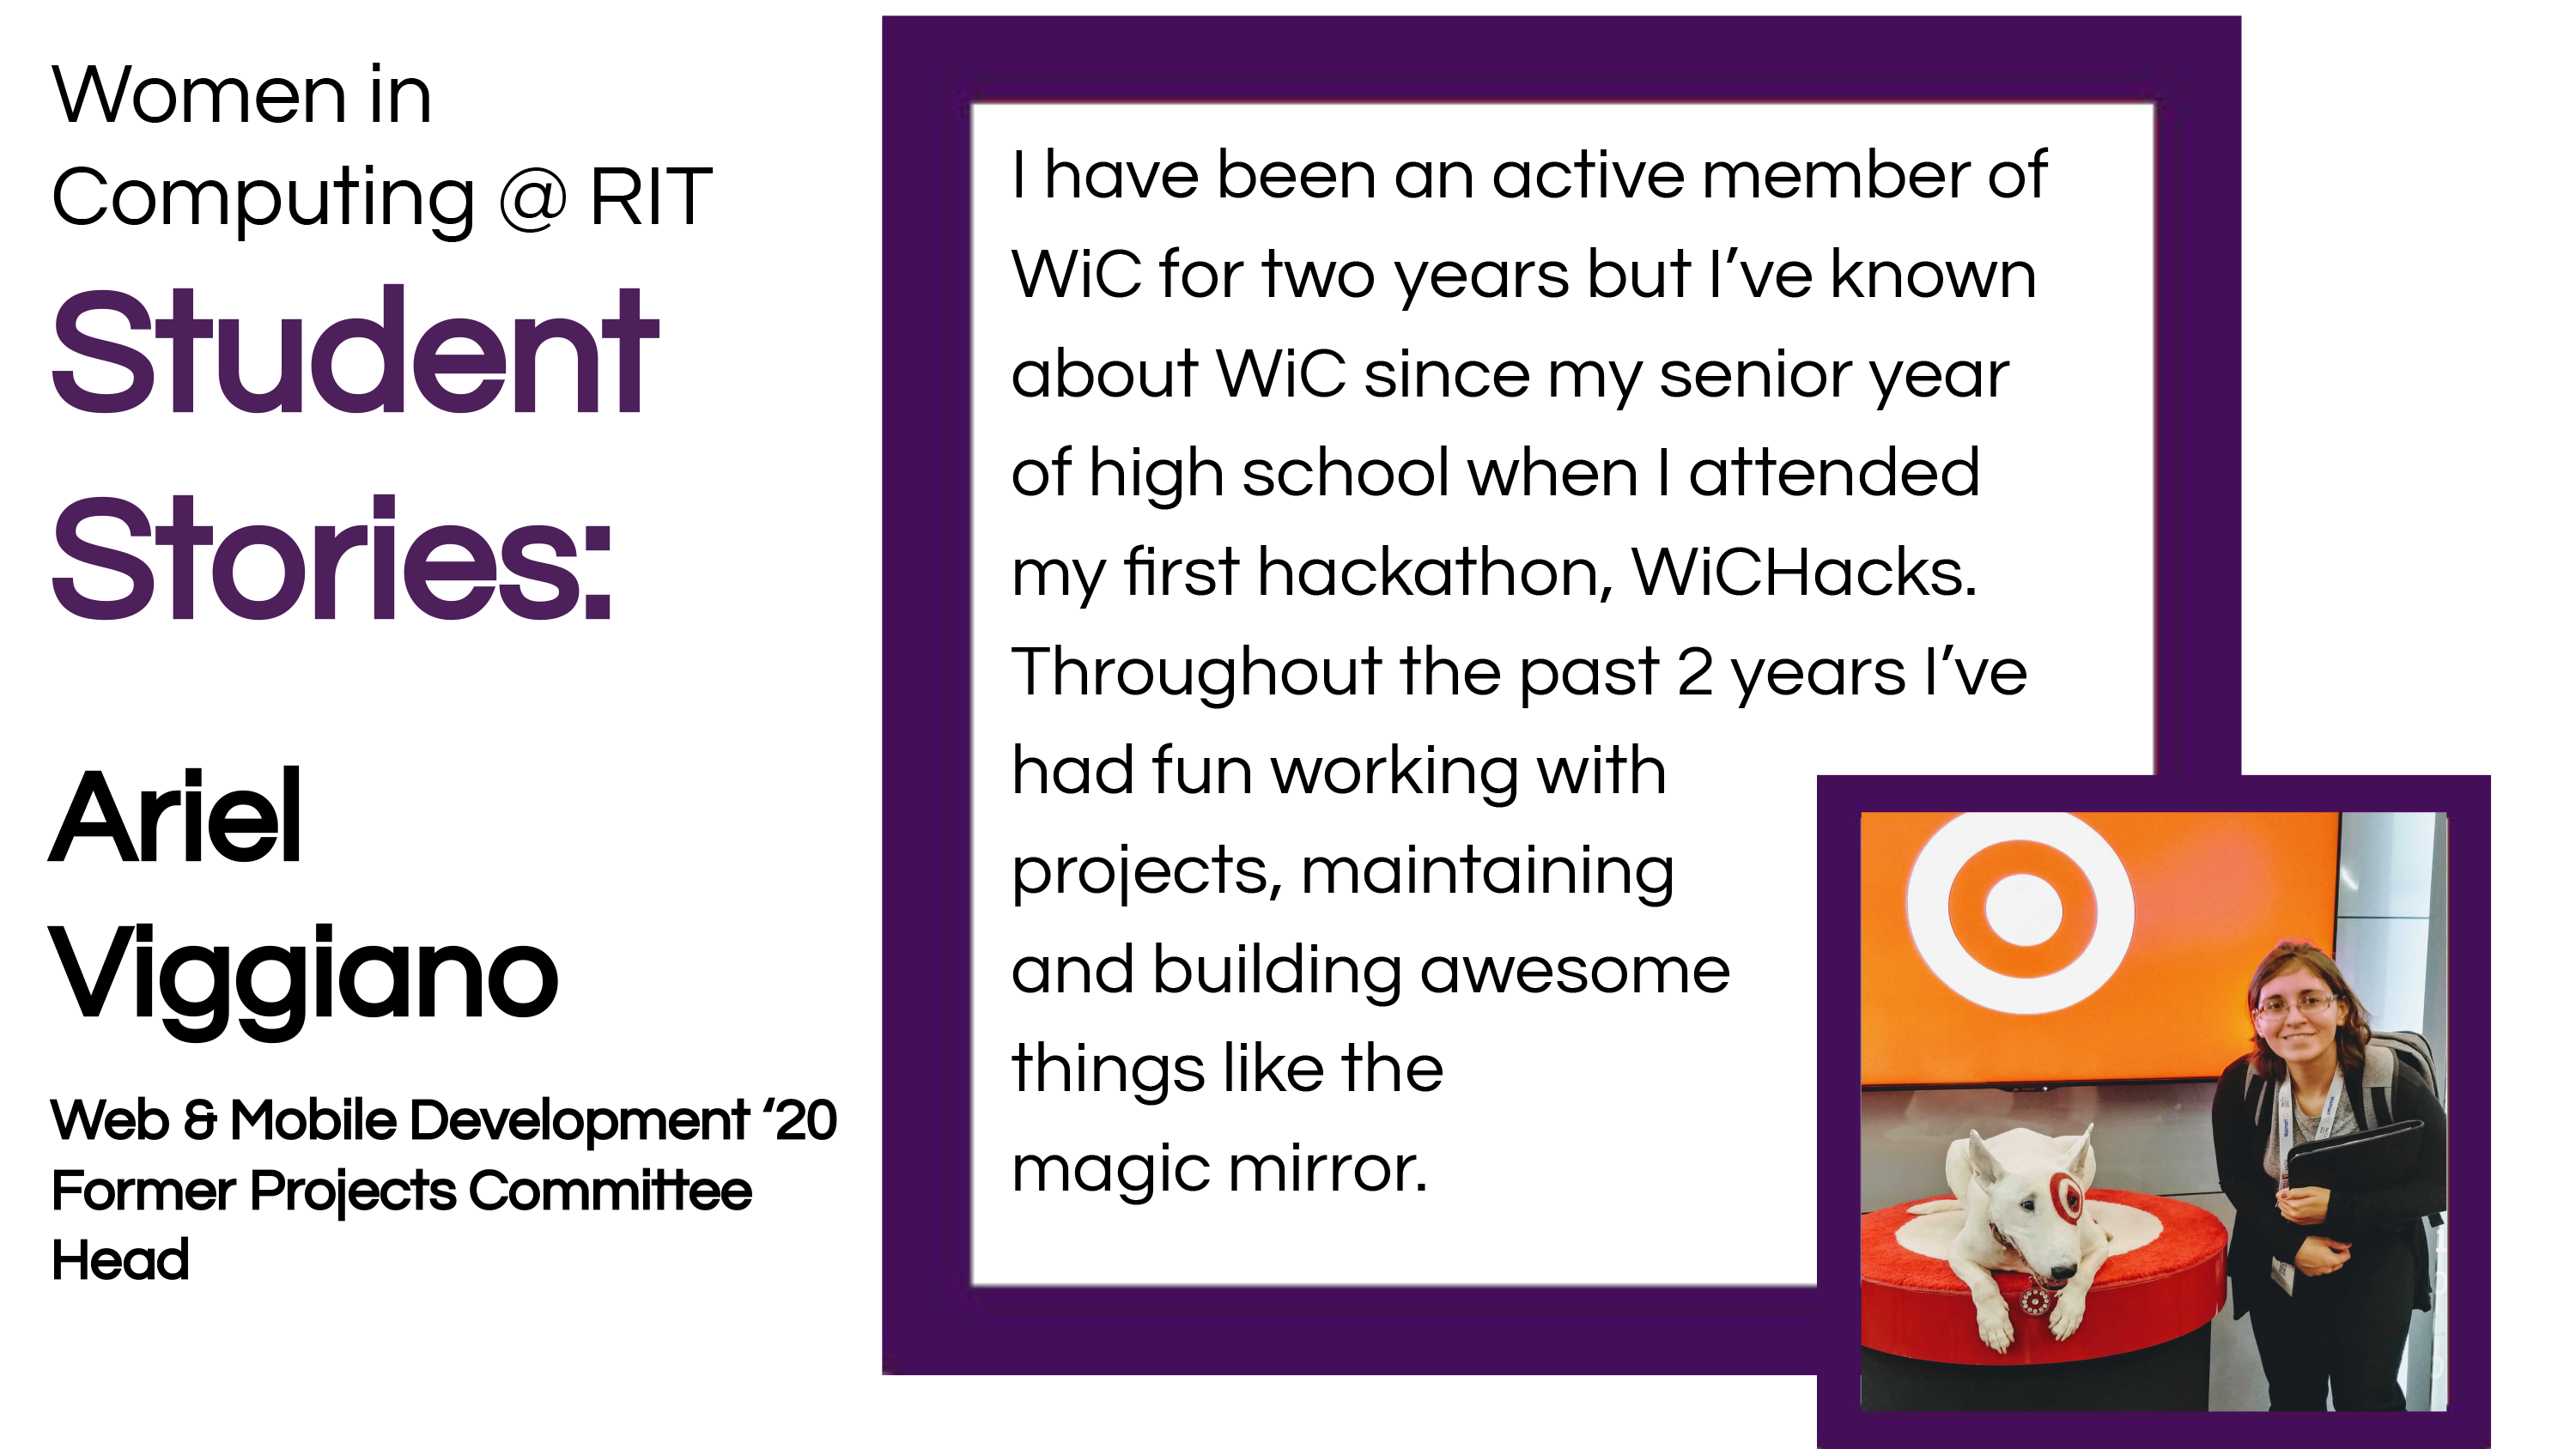 Women in
Computing @ RIT
Student
Stories:
Ariel
Viggiano
Web & Mobile Development ‘20
Former Projects Committee
Head
I have been an active member of
WiC for two years but I’ve known
about WiC since my senior year
of high school when I attended
my first hackathon, WiCHacks.
Throughout the past 2 years I’ve
had fun working with
projects, maintaining
and building awesome
things like the
magic mirror.